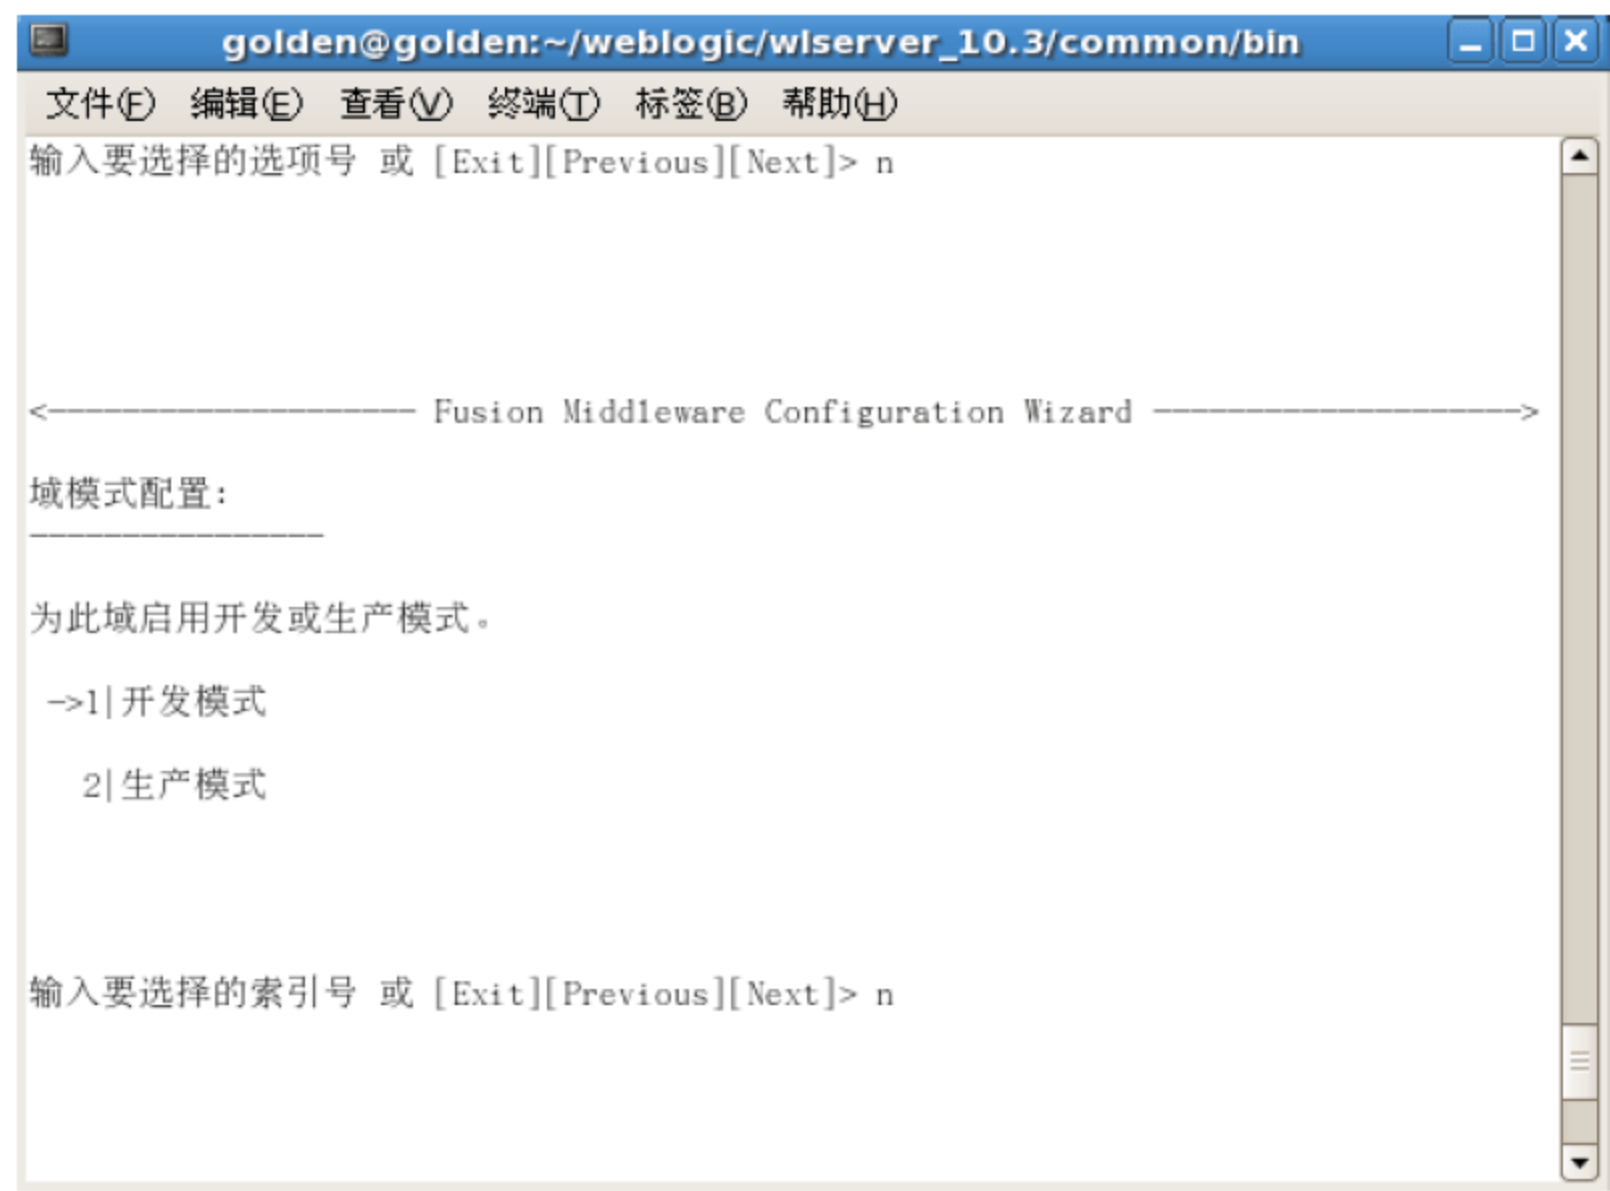 golden@golden:~/weblogic/wlserver_10.3/common/bin
文件(F) 编辑(E) 查看(V) 终端(T) 标签(B) 帮助(H)
输入要选择的选项号 或 [Exit][Previous][Next]> n
<-------------------- Fusion Middleware Configuration Wizard -------------------->
域模式配置:
----------------
为此域启用开发或生产模式。
->1|开发模式
2|生产模式
输入要选择的索引号 或 [Exit][Previous][Next]> n